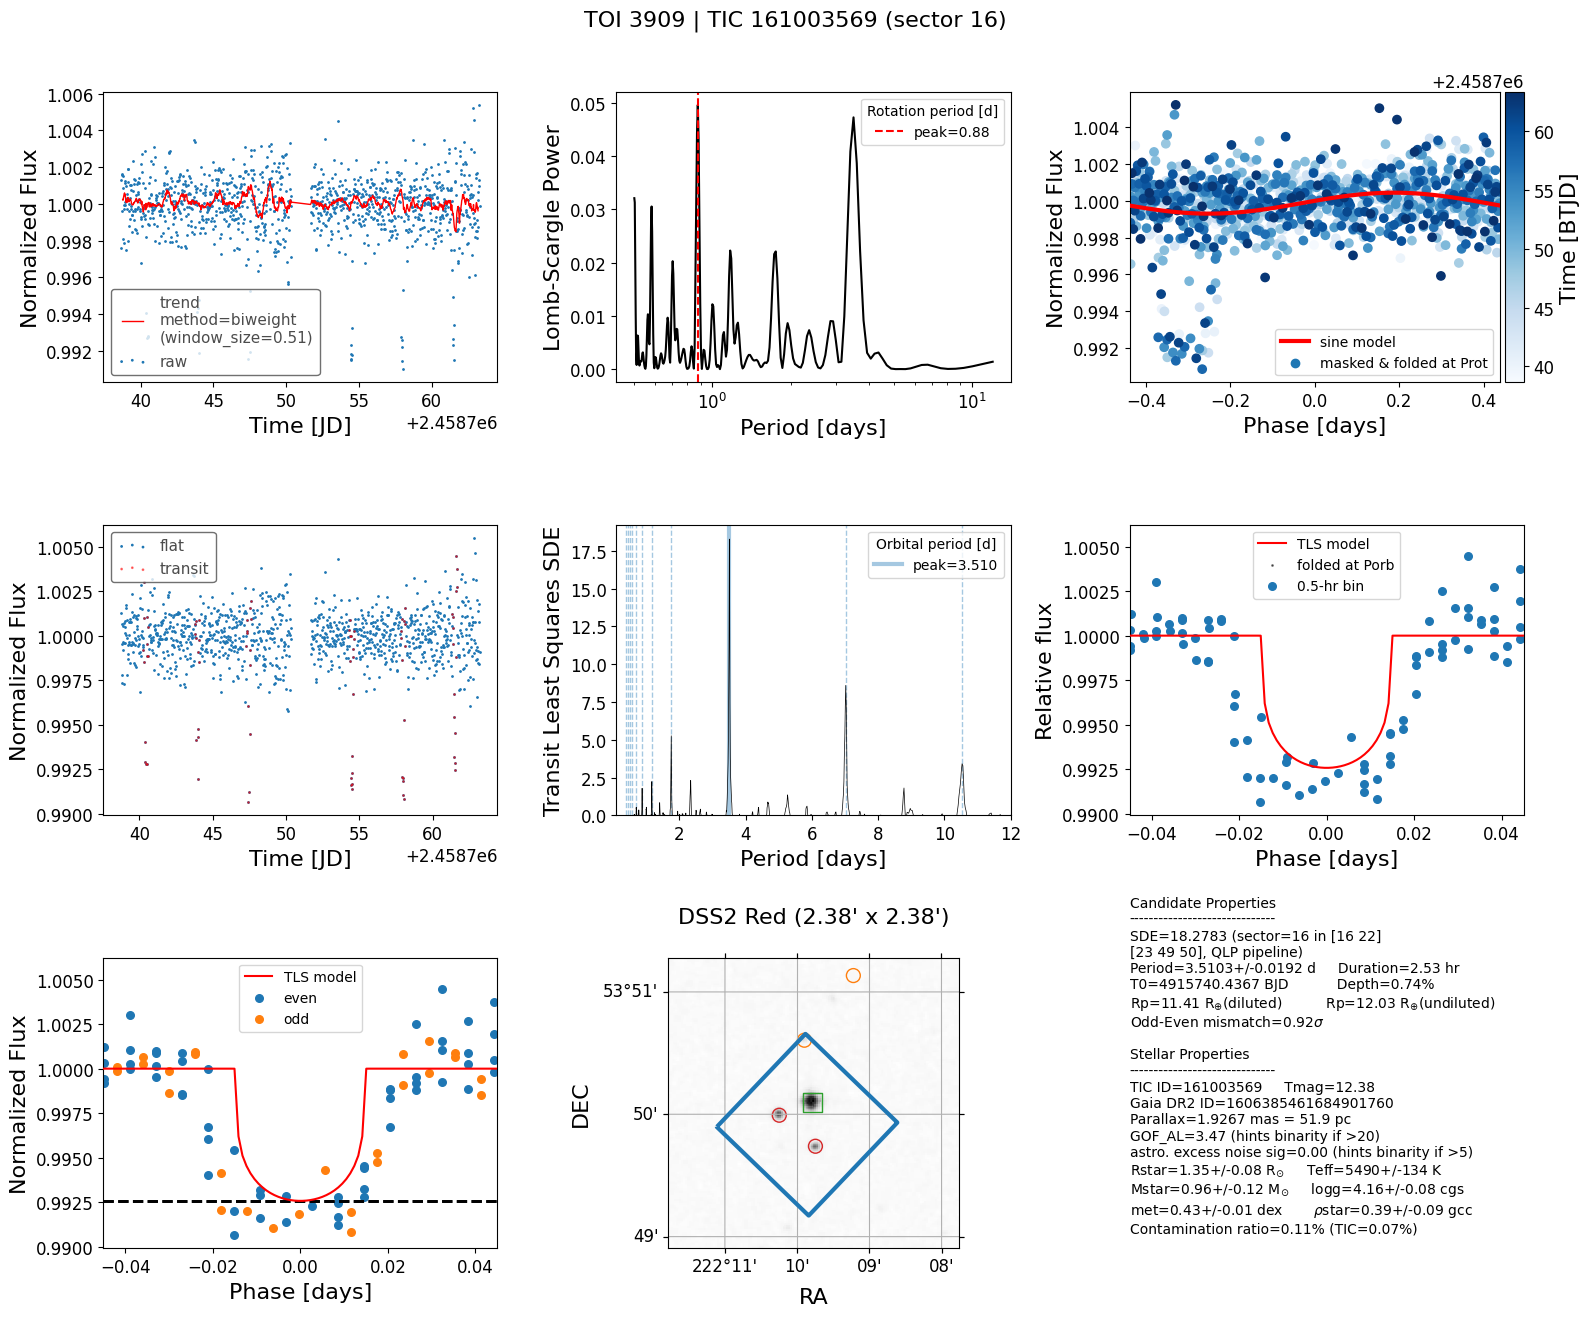 TOI 3909 | TIC 161003569 (sector 16)
Normalized Flux
1.006
1.004
1.002
1.000
0.998
0.996
0.994
0.992
trend
method=biweight
(window_size=0.51)
raw
40 45 50 55 60
Time [JD]
+2.4587e6
Lomb-Scargle Power
0.05
0.04
0.03
0.02
0.01
0.00
Rotation period [d]
peak=0.88
10⁰ 10¹
Period [days]
+2.4587e6
Normalized Flux
1.004
1.002
1.000
0.998
0.996
0.994
0.992
sine model
masked & folded at Prot
−0.4 −0.2 0.0 0.2 0.4
Phase [days]
60
55
50
45
40
Time [BTJD]
Normalized Flux
1.0050
1.0025
1.0000
0.9975
0.9950
0.9925
0.9900
flat
transit
40 45 50 55 60
Time [JD]
+2.4587e6
Transit Least Squares SDE
17.5
15.0
12.5
10.0
7.5
5.0
2.5
0.0
Orbital period [d]
peak=3.510
2 4 6 8 10 12
Period [days]
Relative flux
1.0050
1.0025
1.0000
0.9975
0.9950
0.9925
0.9900
TLS model
folded at Porb
0.5-hr bin
−0.04 −0.02 0.00 0.02 0.04
Phase [days]
Normalized Flux
1.0050
1.0025
1.0000
0.9975
0.9950
0.9925
0.9900
TLS model
even
odd
−0.04 −0.02 0.00 0.02 0.04
Phase [days]
DSS2 Red (2.38' x 2.38')
DEC
53°51'
50'
49'
222°11' 10' 09' 08'
RA
Candidate Properties
-------------------------------
SDE=18.2783 (sector=16 in [16 22]
[23 49 50], QLP pipeline)
Period=3.5103+/-0.0192 d Duration=2.53 hr
T0=4915740.4367 BJD Depth=0.74%
Rp=11.41 R⊕(diluted) Rp=12.03 R⊕(undiluted)
Odd-Even mismatch=0.92σ
Stellar Properties
-------------------------------
TIC ID=161003569 Tmag=12.38
Gaia DR2 ID=1606385461684901760
Parallax=1.9267 mas = 51.9 pc
GOF_AL=3.47 (hints binarity if >20)
astro. excess noise sig=0.00 (hints binarity if >5)
Rstar=1.35+/-0.08 R⊙ Teff=5490+/-134 K
Mstar=0.96+/-0.12 M⊙ logg=4.16+/-0.08 cgs
met=0.43+/-0.01 dex ρstar=0.39+/-0.09 gcc
Contamination ratio=0.11% (TIC=0.07%)